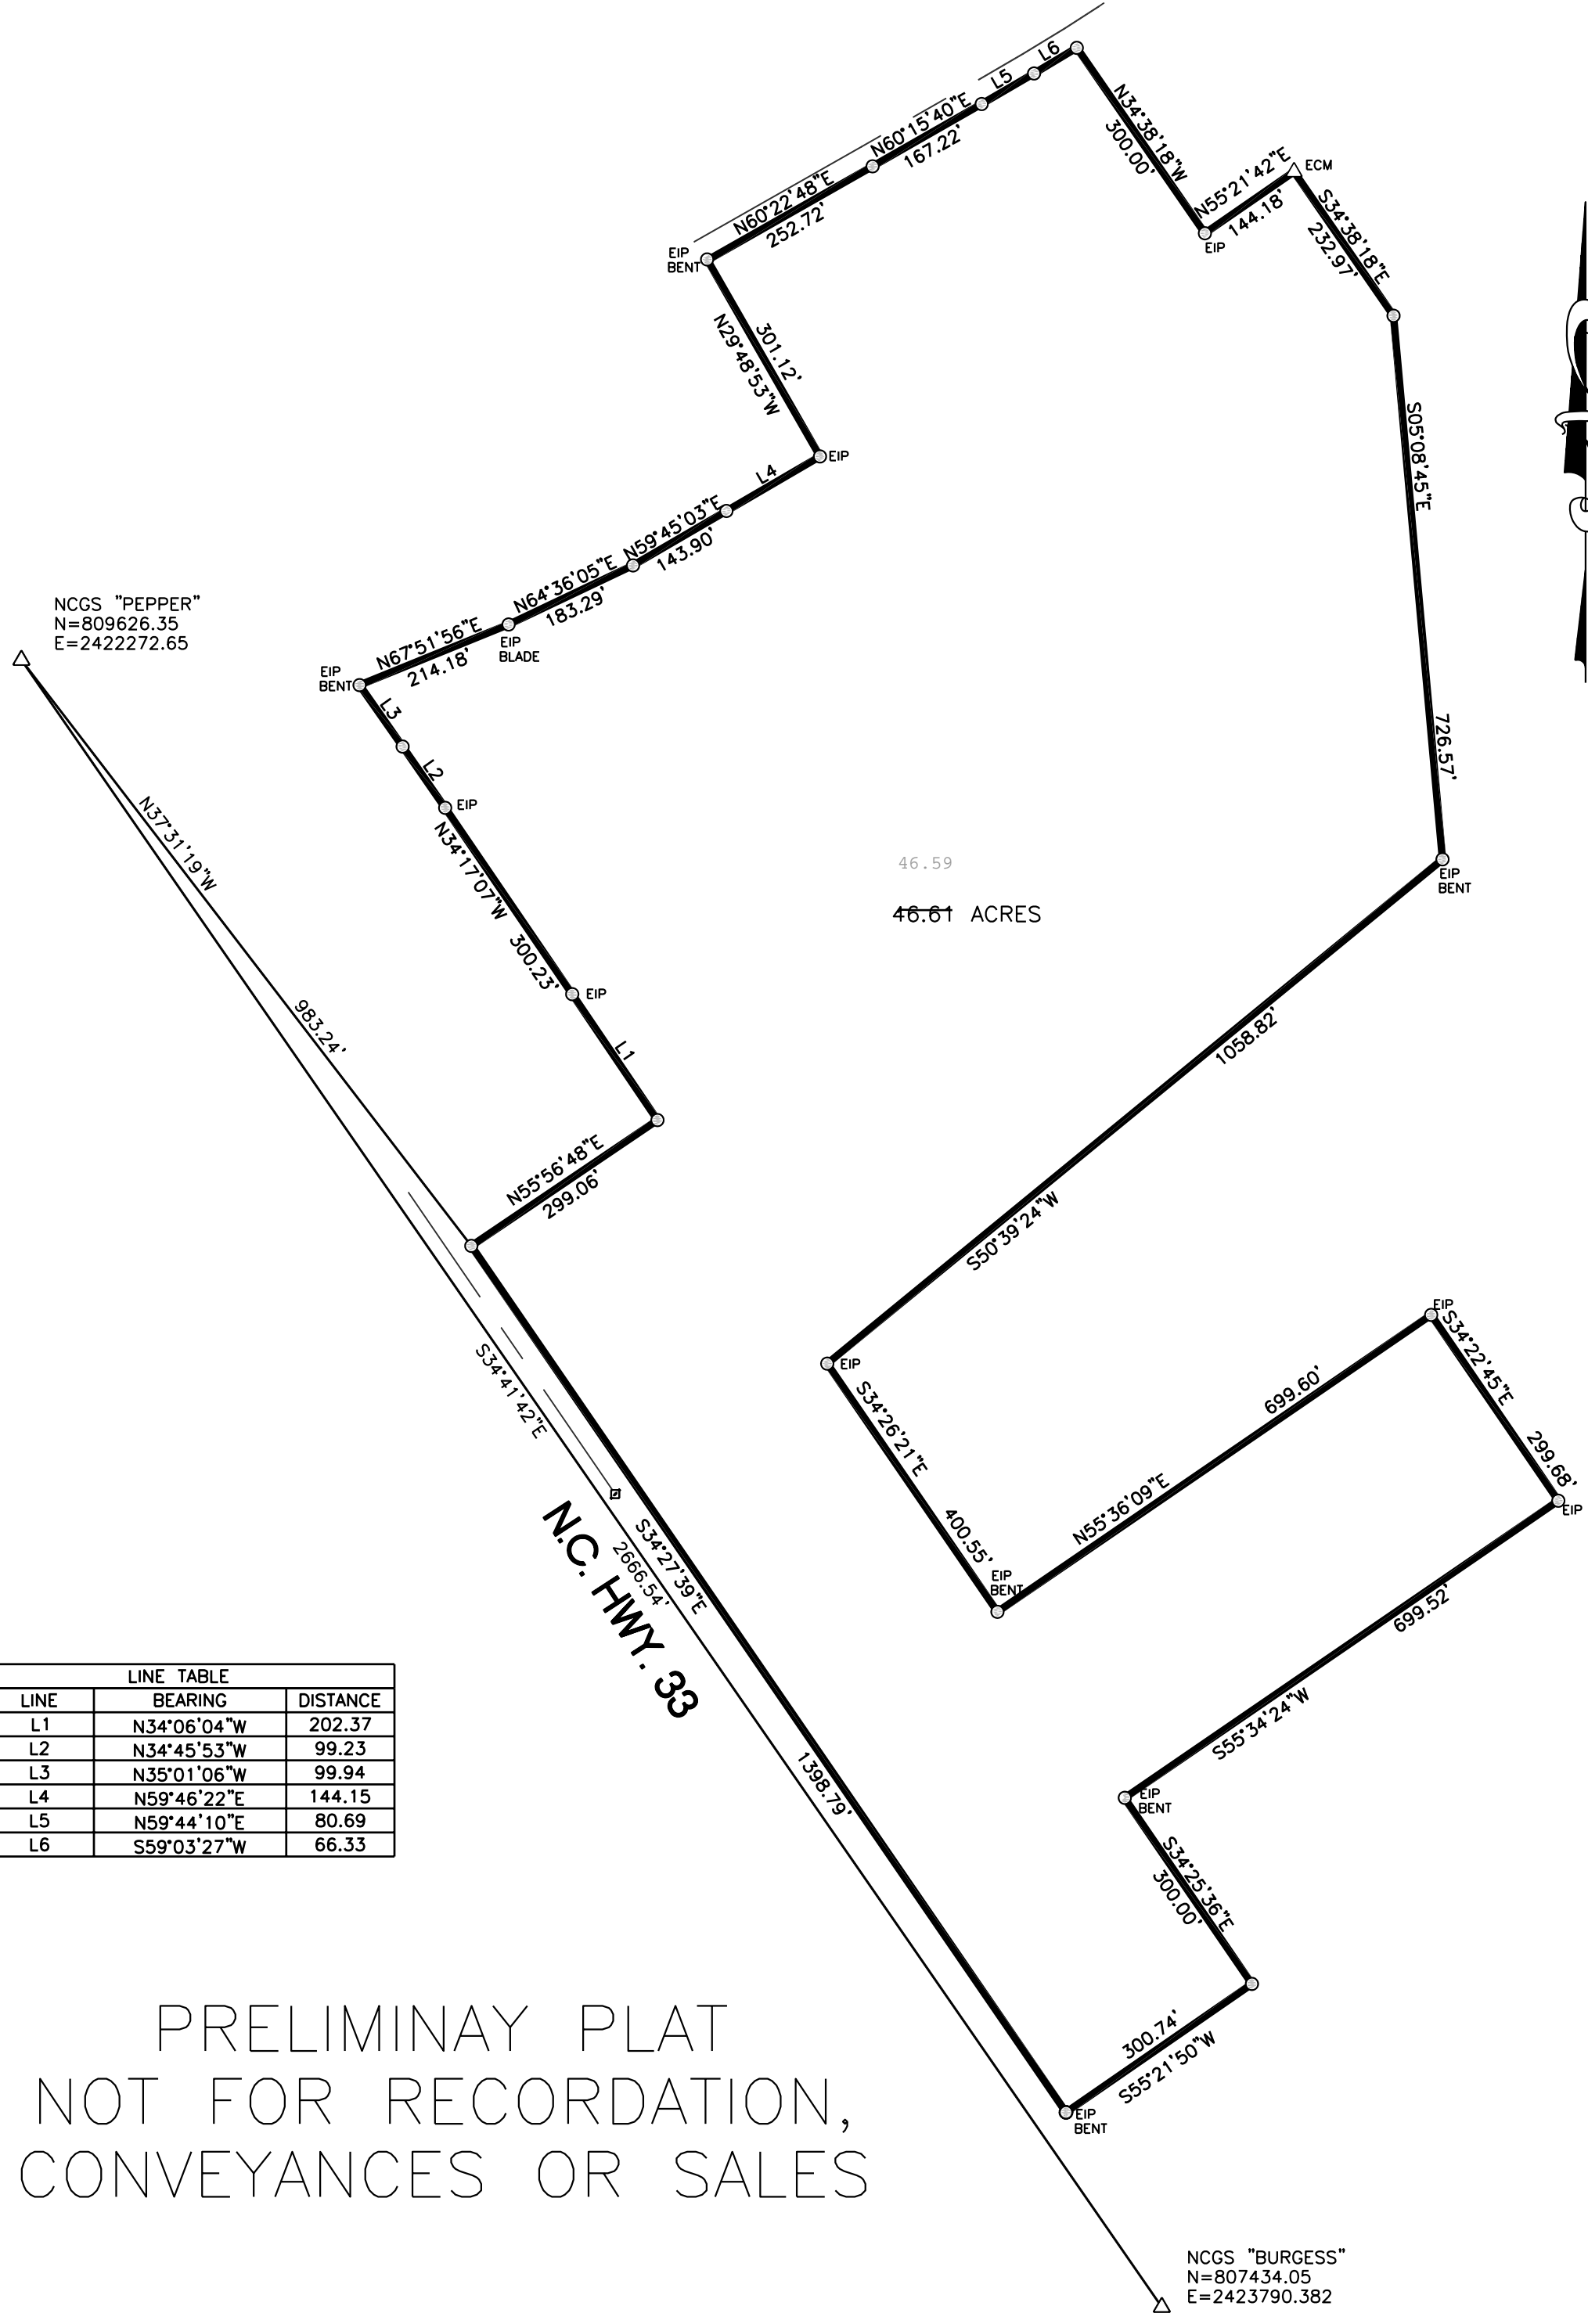 L6
L5
N60°15'40"E
167.22'
N34°38'18"W
300.00'
N55°21'42"E
144.18'
ECM
EIP
S34°38'18"E
232.97'
N60°22'48"E
252.72'
EIP
BENT
301.12'
N29°48'53"W
EIP
L4
S05°08'45"E
726.57'
N59°45'03"E
143.90'
N64°36'05"E
183.29'
EIP
BLADE
N67°51'56"E
214.18'
EIP
BENT
NCGS "PEPPER"
N=809626.35
E=2422272.65
L3
L2
EIP
N34°17'07"W
300.23'
EIP
L1
N37°31'19"W
983.24'
46.59
46.61 ACRES
EIP
BENT
1058.82'
S50°39'24"W
N55°56'48"E
299.06'
S34°41'42"E
2666.54'
EIP
S34°26'21"E
400.55'
EIP
BENT
N55°36'09"E
699.60'
EIP
S34°22'45"E
299.68'
EIP
699.52'
S55°34'24"W
N.C. HWY. 33
S34°27'39"E
1398.79'
EIP
BENT
S34°25'36"E
300.00'
300.74'
S55°21'50"W
EIP
BENT
LINE TABLE
LINE BEARING DISTANCE
L1 N34°06'04"W 202.37
L2 N34°45'53"W 99.23
L3 N35°01'06"W 99.94
L4 N59°46'22"E 144.15
L5 N59°44'10"E 80.69
L6 S59°03'27"W 66.33
PRELIMINAY PLAT
NOT FOR RECORDATION,
CONVEYANCES OR SALES
NCGS "BURGESS"
N=807434.05
E=2423790.382